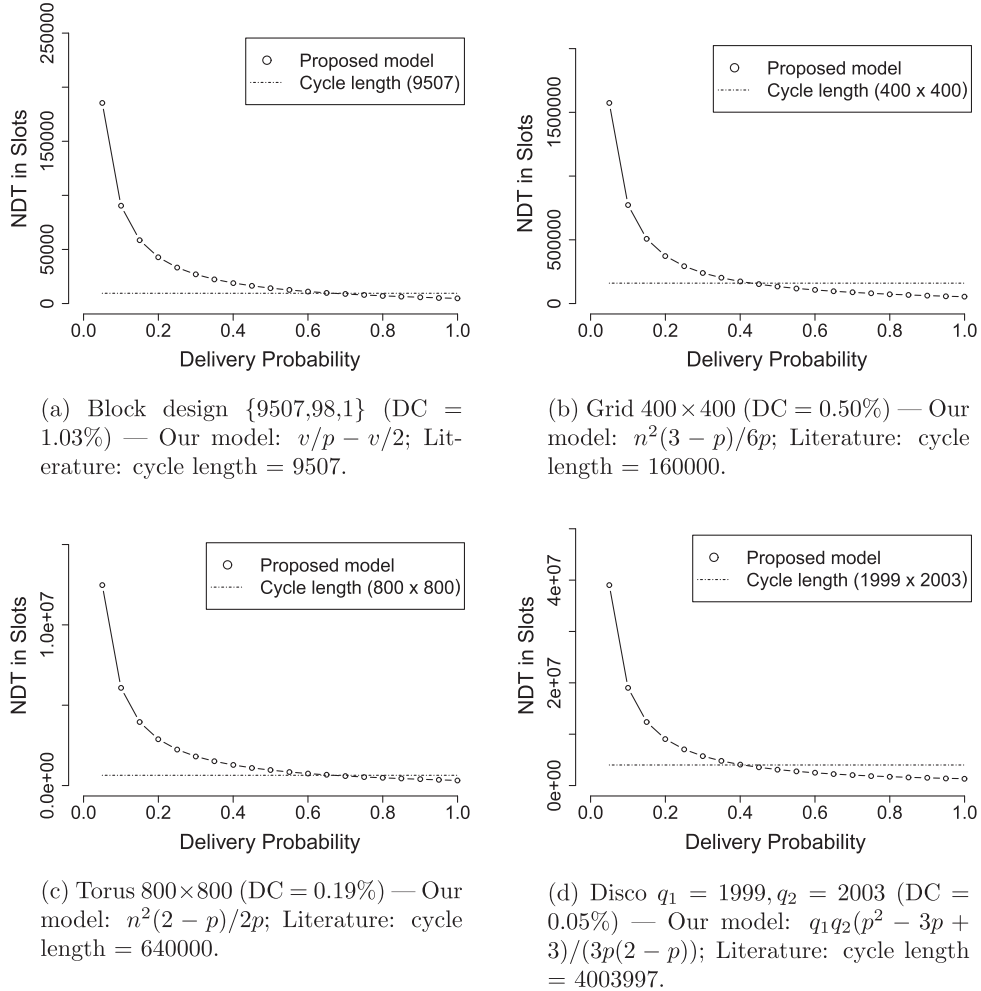 NDT in Slots
0 50000 150000 250000
Proposed model
Cycle length (9507)
0.0 0.2 0.4 0.6 0.8 1.0
Delivery Probability
(a) Block design {9507,98,1} (DC =
1.03%) — Our model: v/p − v/2; Lit-
erature: cycle length = 9507.
NDT in Slots
0 500000 1500000
Proposed model
Cycle length (400 x 400)
0.0 0.2 0.4 0.6 0.8 1.0
Delivery Probability
(b) Grid 400×400 (DC = 0.50%) — Our
model: n²(3 − p)/6p; Literature: cycle
length = 160000.
NDT in Slots
0.0e+00 1.0e+07
Proposed model
Cycle length (800 x 800)
0.0 0.2 0.4 0.6 0.8 1.0
Delivery Probability
(c) Torus 800×800 (DC = 0.19%) — Our
model: n²(2 − p)/2p; Literature: cycle
length = 640000.
NDT in Slots
0e+00 2e+07 4e+07
Proposed model
Cycle length (1999 x 2003)
0.0 0.2 0.4 0.6 0.8 1.0
Delivery Probability
(d) Disco q₁ = 1999, q₂ = 2003 (DC =
0.05%) — Our model: q₁q₂(p² − 3p +
3)/(3p(2 − p)); Literature: cycle length
= 4003997.